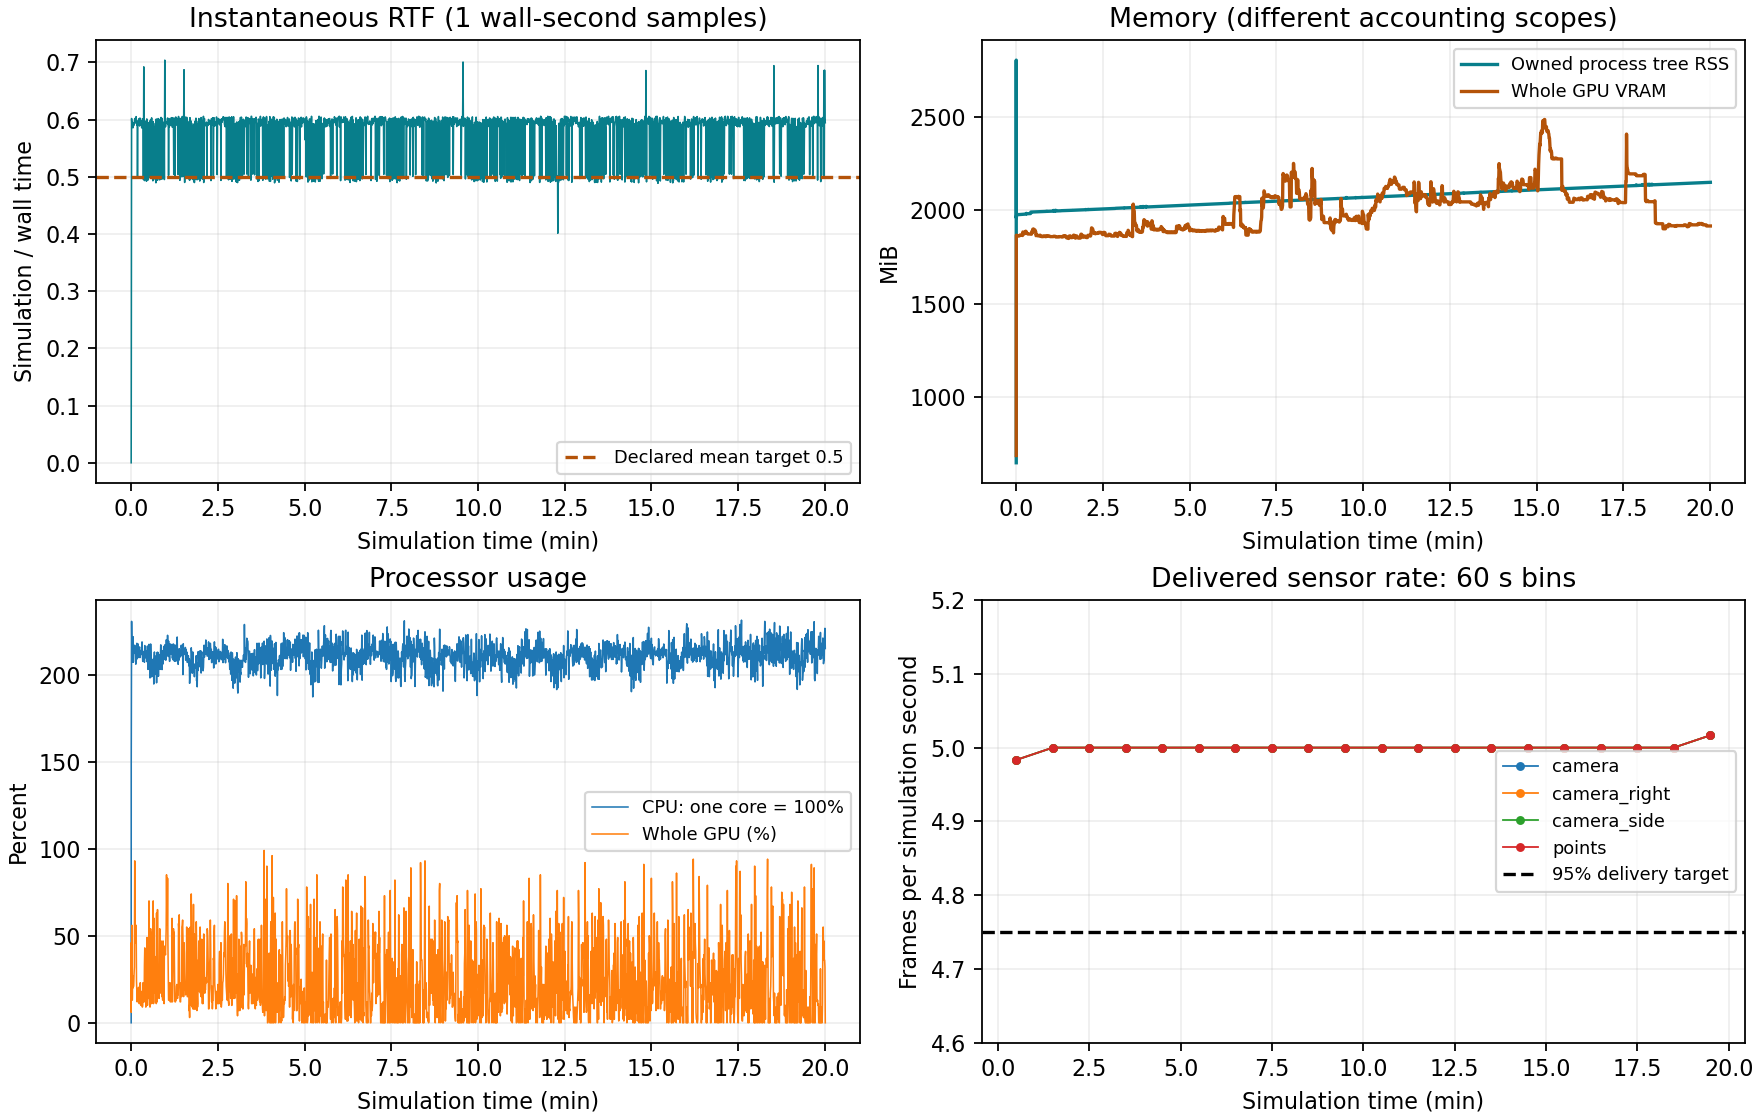 Instantaneous RTF (1 wall-second samples)
Simulation / wall time
0.7
0.6
0.5
0.4
0.3
0.2
0.1
0.0
Declared mean target 0.5
0.0 2.5 5.0 7.5 10.0 12.5 15.0 17.5 20.0
Simulation time (min)
Memory (different accounting scopes)
MiB
2500
2000
1500
1000
Owned process tree RSS
Whole GPU VRAM
0.0 2.5 5.0 7.5 10.0 12.5 15.0 17.5 20.0
Simulation time (min)
Processor usage
Percent
200
150
100
50
0
CPU: one core = 100%
Whole GPU (%)
0.0 2.5 5.0 7.5 10.0 12.5 15.0 17.5 20.0
Simulation time (min)
Delivered sensor rate: 60 s bins
Frames per simulation second
5.2
5.1
5.0
4.9
4.8
4.7
4.6
camera
camera_right
camera_side
points
95% delivery target
0.0 2.5 5.0 7.5 10.0 12.5 15.0 17.5 20.0
Simulation time (min)